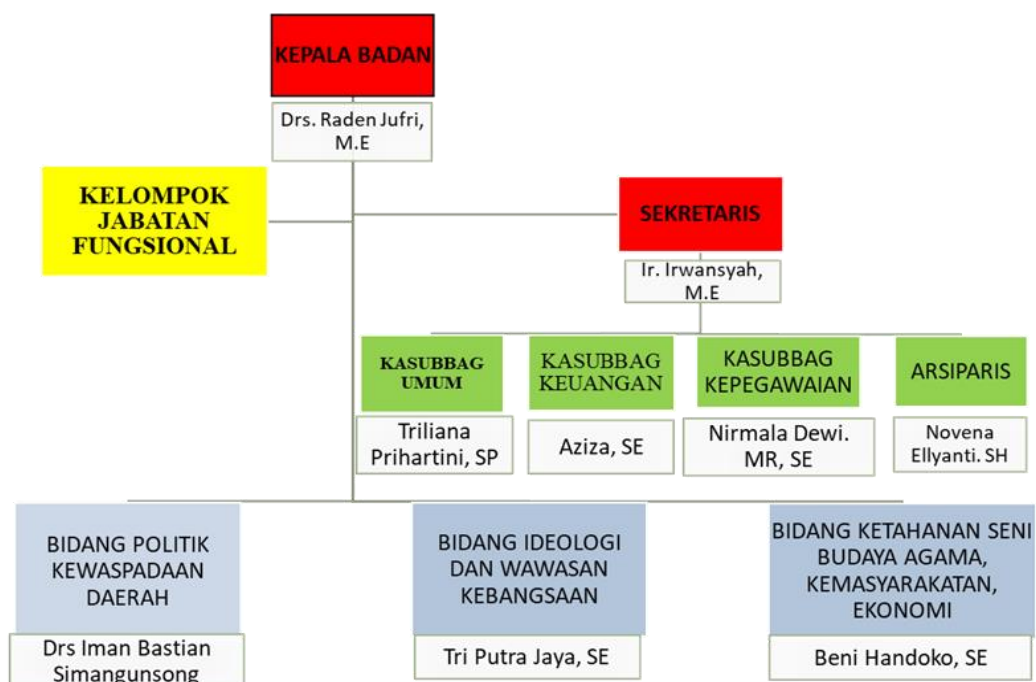 KEPALA BADAN
Drs. Raden Jufri,
M.E
KELOMPOK
JABATAN
FUNGSIONAL
SEKRETARIS
Ir. Irwansyah,
M.E
KASUBBAG
UMUM
Triliana
Prihartini, SP
KASUBBAG
KEUANGAN
Aziza, SE
KASUBBAG
KEPEGAWAIAN
Nirmala Dewi.
MR, SE
ARSIPARIS
Novena
Ellyanti. SH
BIDANG POLITIK
KEWASPADAAN
DAERAH
Drs Iman Bastian
Simangunsong
BIDANG IDEOLOGI
DAN WAWASAN
KEBANGSAAN
Tri Putra Jaya, SE
BIDANG KETAHANAN SENI
BUDAYA AGAMA,
KEMASYARAKATAN,
EKONOMI
Beni Handoko, SE